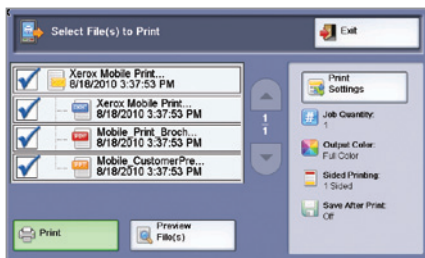 Select File(s) to Print
Exit
Xerox Mobile Print...
8/18/2010 3:37:53 PM
Xerox Mobile Print...
8/18/2010 3:37:53 PM
Mobile_Print_Broch...
8/18/2010 3:37:53 PM
Mobile_CustomerPre...
8/18/2010 3:37:53 PM
1
1
Print
Settings
Job Quantity:
1
Output Color:
Full Color
Sided Printing:
1 Sided
Save After Print:
Off
Print
Preview
File(s)